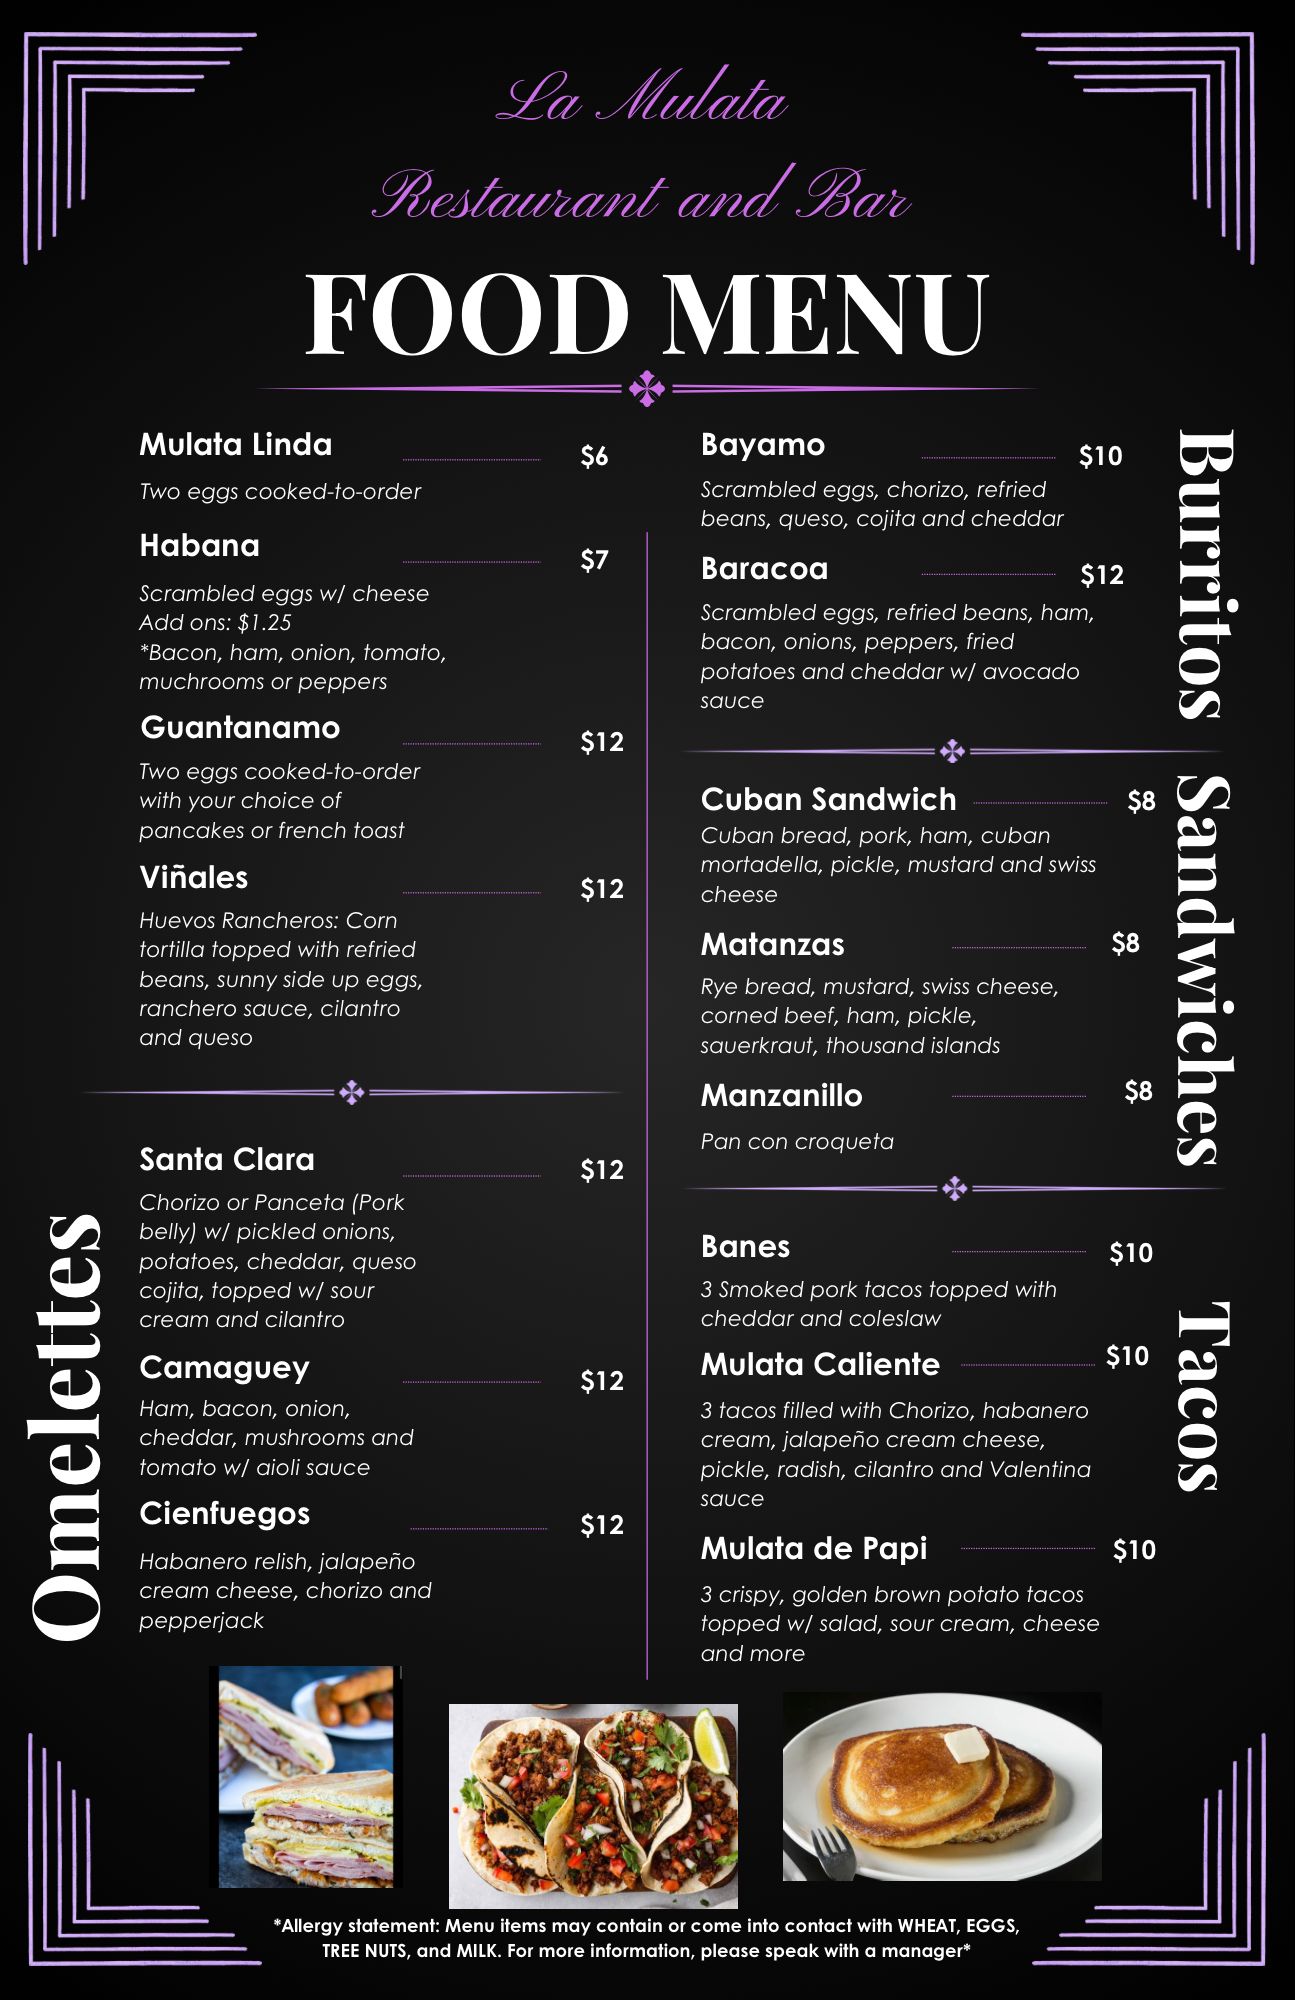 La Mulata
Restaurant and Bar
FOOD MENU
Mulata Linda $6
Two eggs cooked-to-order
Habana $7
Scrambled eggs w/ cheese
Add ons: $1.25
*Bacon, ham, onion, tomato,
muchrooms or peppers
Guantanamo $12
Two eggs cooked-to-order
with your choice of
pancakes or french toast
Viñales $12
Huevos Rancheros: Corn
tortilla topped with refried
beans, sunny side up eggs,
ranchero sauce, cilantro
and queso
Omelettes
Santa Clara $12
Chorizo or Panceta (Pork
belly) w/ pickled onions,
potatoes, cheddar, queso
cojita, topped w/ sour
cream and cilantro
Camaguey $12
Ham, bacon, onion,
cheddar, mushrooms and
tomato w/ aioli sauce
Cienfuegos $12
Habanero relish, jalapeño
cream cheese, chorizo and
pepperjack
Burritos
Bayamo $10
Scrambled eggs, chorizo, refried
beans, queso, cojita and cheddar
Baracoa $12
Scrambled eggs, refried beans, ham,
bacon, onions, peppers, fried
potatoes and cheddar w/ avocado
sauce
Sandwiches
Cuban Sandwich $8
Cuban bread, pork, ham, cuban
mortadella, pickle, mustard and swiss
cheese
Matanzas $8
Rye bread, mustard, swiss cheese,
corned beef, ham, pickle,
sauerkraut, thousand islands
Manzanillo $8
Pan con croqueta
Tacos
Banes $10
3 Smoked pork tacos topped with
cheddar and coleslaw
Mulata Caliente $10
3 tacos filled with Chorizo, habanero
cream, jalapeño cream cheese,
pickle, radish, cilantro and Valentina
sauce
Mulata de Papi $10
3 crispy, golden brown potato tacos
topped w/ salad, sour cream, cheese
and more
*Allergy statement: Menu items may contain or come into contact with WHEAT, EGGS,
TREE NUTS, and MILK. For more information, please speak with a manager*